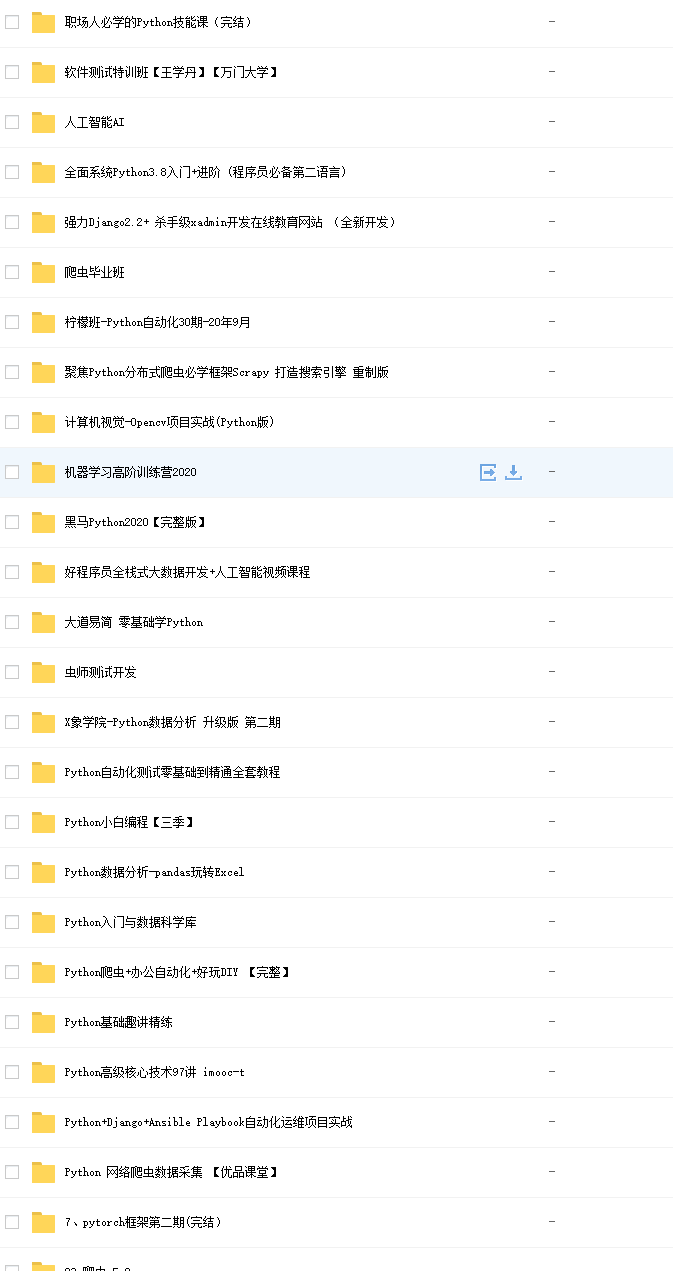 职场人必学的Python技能课（完结） -
软件测试特训班【王学丹】【万门大学】 -
人工智能AI -
全面系统Python3.8入门+进阶 (程序员必备第二语言) -
强力Django2.2+ 杀手级xadmin开发在线教育网站 （全新开发） -
爬虫毕业班 -
柠檬班-Python自动化30期-20年9月 -
聚焦Python分布式爬虫必学框架Scrapy 打造搜索引擎 重制版 -
计算机视觉-Opencv项目实战(Python版) -
机器学习高阶训练营2020 -
黑马Python2020【完整版】 -
好程序员全栈式大数据开发+人工智能视频课程 -
大道易简 零基础学Python -
虫师测试开发 -
X象学院-Python数据分析 升级版 第二期 -
Python自动化测试零基础到精通全套教程 -
Python小白编程【三季】 -
Python数据分析-pandas玩转Excel -
Python入门与数据科学库 -
Python爬虫+办公自动化+好玩DIY 【完整】 -
Python基础趣讲精练 -
Python高级核心技术97讲 imooc-t -
Python+Django+Ansible Playbook自动化运维项目实战 -
Python 网络爬虫数据采集 【优品课堂】 -
7、pytorch框架第二期(完结) -